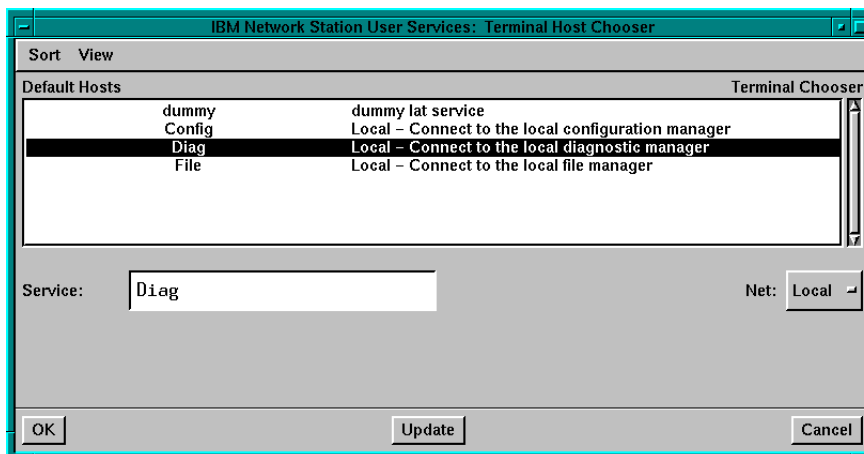 IBM Network Station User Services: Terminal Host Chooser
Sort View
Default Hosts Terminal Chooser
dummy dummy lat service
Config Local – Connect to the local configuration manager
Diag Local – Connect to the local diagnostic manager
File Local – Connect to the local file manager
Service: Diag Net: Local
OK Update Cancel